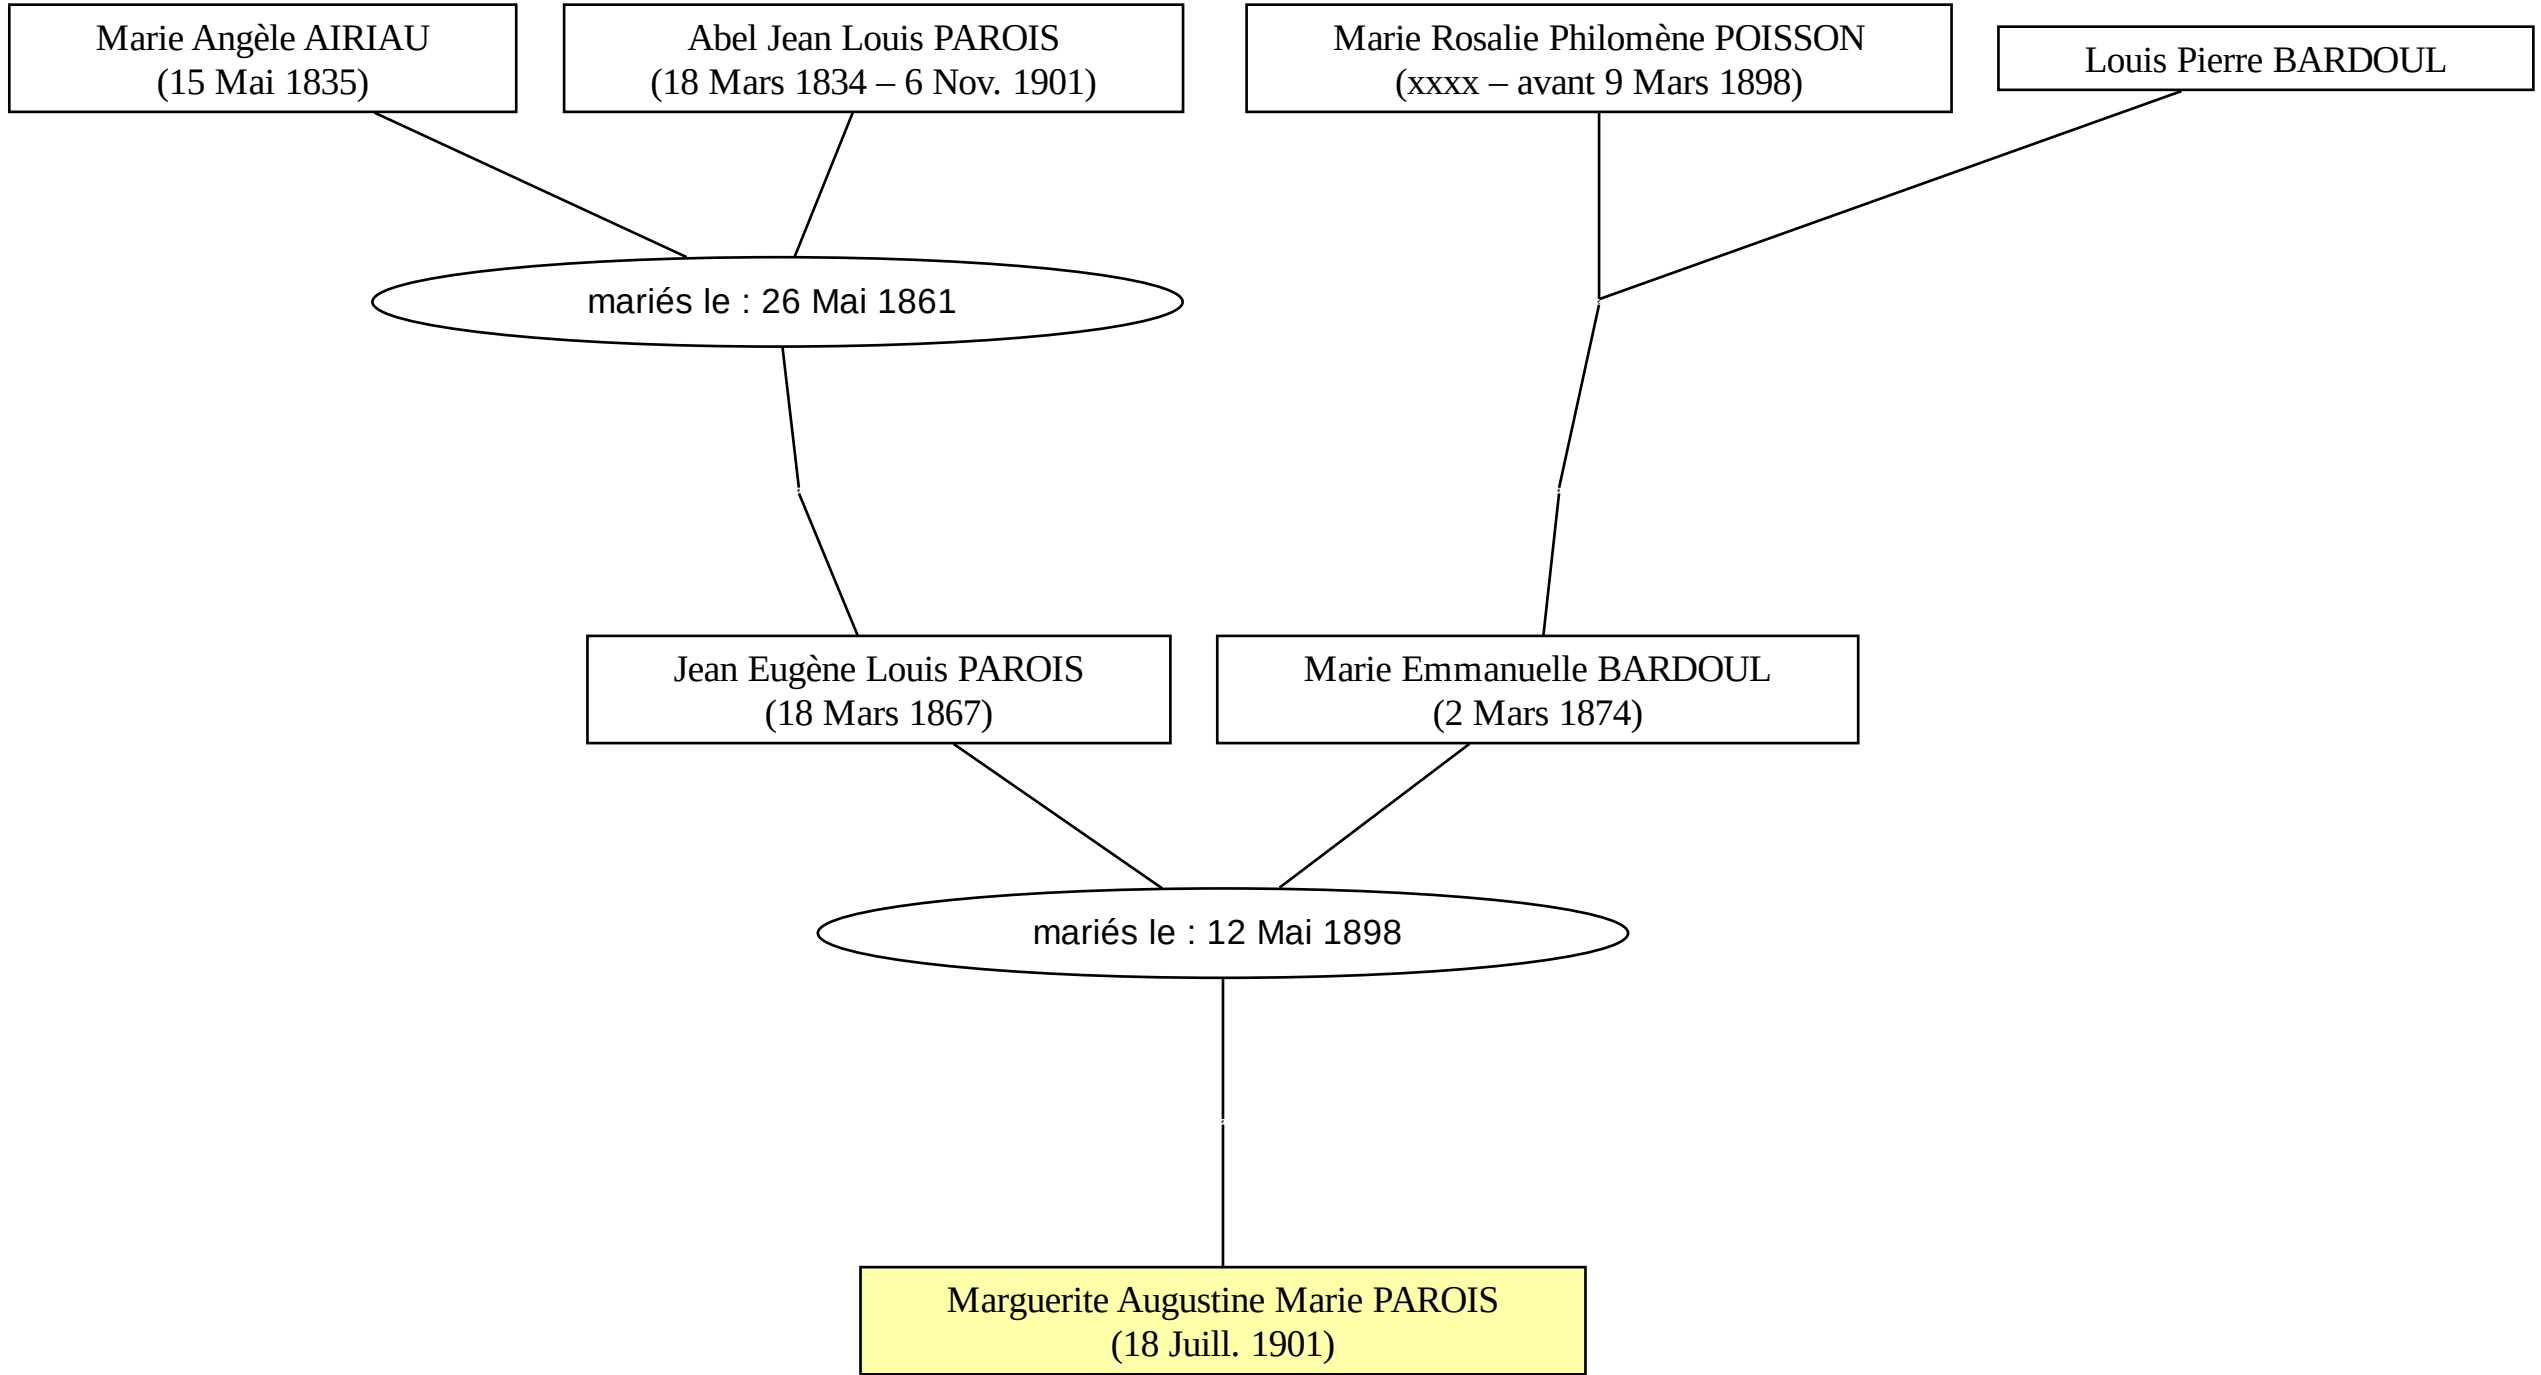 Marie Angèle AIRIAU
(15 Mai 1835)
Abel Jean Louis PAROIS
(18 Mars 1834 – 6 Nov. 1901)
Marie Rosalie Philomène POISSON
(xxxx – avant 9 Mars 1898)
Louis Pierre BARDOUL
mariés le : 26 Mai 1861
Jean Eugène Louis PAROIS
(18 Mars 1867)
Marie Emmanuelle BARDOUL
(2 Mars 1874)
mariés le : 12 Mai 1898
Marguerite Augustine Marie PAROIS
(18 Juill. 1901)